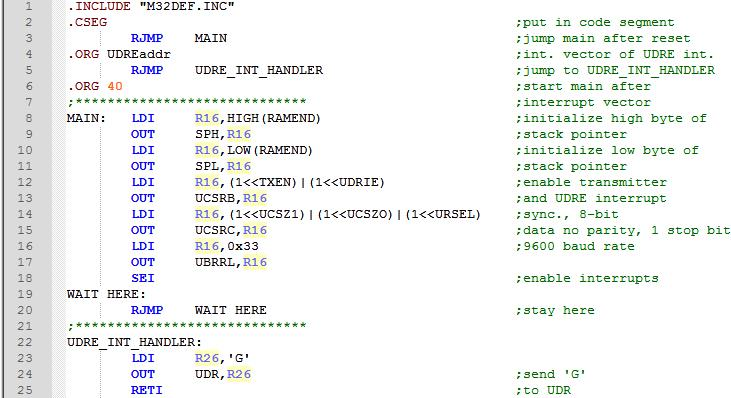 1 .INCLUDE "M32DEF.INC"
2 .CSEG ;put in code segment
3 RJMP MAIN ;jump main after reset
4 .ORG UDREaddr ;int. vector of UDRE int.
5 RJMP UDRE_INT_HANDLER ;jump to UDRE_INT_HANDLER
6 .ORG 40 ;start main after
7 ;***************************** ;interrupt vector
8 MAIN: LDI R16,HIGH(RAMEND) ;initialize high byte of
9 OUT SPH,R16 ;stack pointer
10 LDI R16,LOW(RAMEND) ;initialize low byte of
11 OUT SPL,R16 ;stack pointer
12 LDI R16,(1<<TXEN)|(1<<UDRIE) ;enable transmitter
13 OUT UCSRB,R16 ;and UDRE interrupt
14 LDI R16,(1<<UCSZ1)|(1<<UCSZO)|(1<<URSEL) ;sync., 8-bit
15 OUT UCSRC,R16 ;data no parity, 1 stop bit
16 LDI R16,0x33 ;9600 baud rate
17 OUT UBRRL,R16
18 SEI ;enable interrupts
19 WAIT HERE:
20 RJMP WAIT HERE ;stay here
21 ;*****************************
22 UDRE_INT_HANDLER:
23 LDI R26,'G'
24 OUT UDR,R26 ;send 'G'
25 RETI ;to UDR